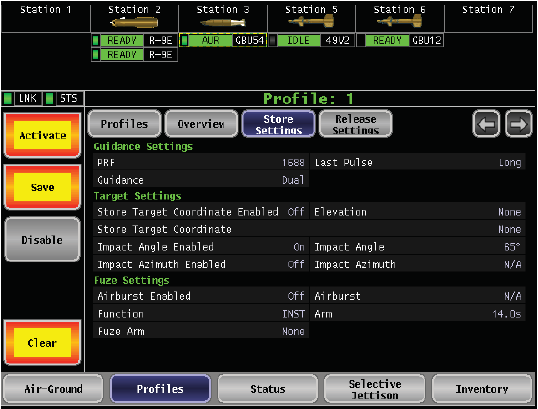 Station 1 Station 2 Station 3 Station 5 Station 6 Station 7
READY R-9E AUR GBU54 IDLE 49V2 READY GBU12
READY R-9E
LNK STS Profile: 1
Activate Profiles Overview Store Settings Release Settings
Guidance Settings
PRF 1688 Last Pulse Long
Save
Guidance Dual
Target Settings
Store Target Coordinate Enabled Off Elevation None
Disable
Store Target Coordinate None
Impact Angle Enabled On Impact Angle 65°
Impact Azimuth Enabled Off Impact Azimuth N/A
Fuze Settings
Airburst Enabled Off Airburst N/A
Function INST Arm 14.0s
Clear
Fuze Arm None
Air-Ground Profiles Status Selective Jettison Inventory